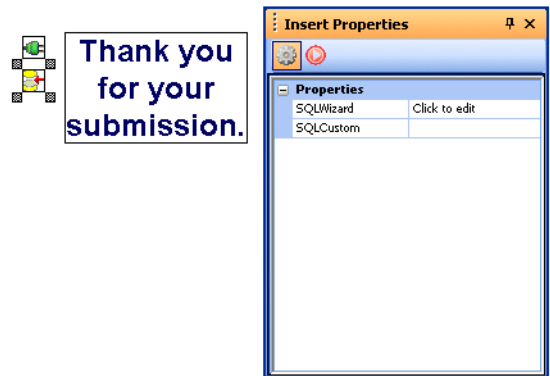 Thank you
for your
submission.
Insert Properties
Properties
SQLWizard Click to edit
SQLCustom